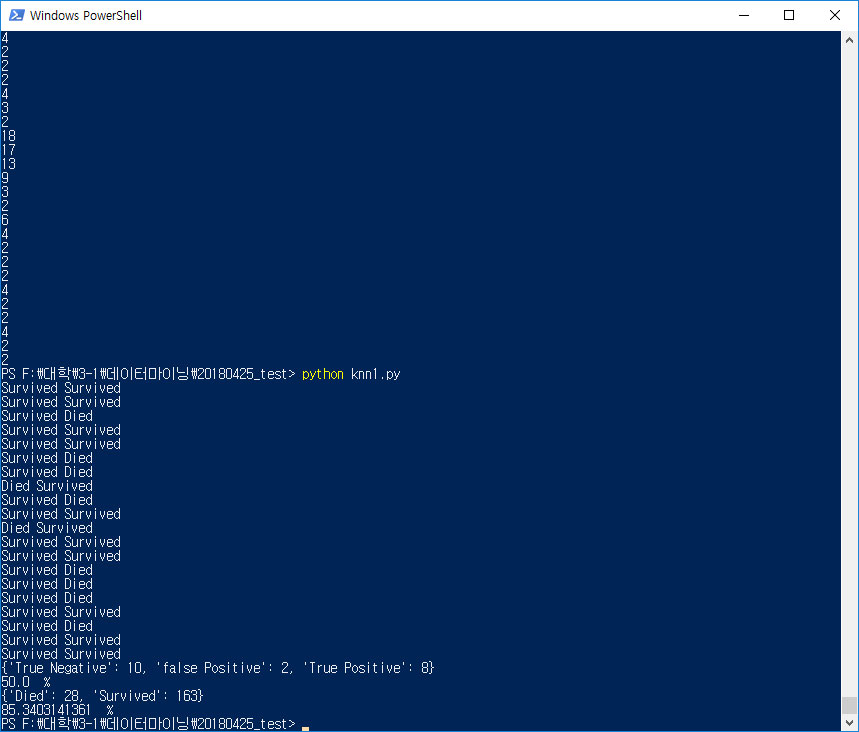 Windows PowerShell
4
2
2
2
4
3
2
18
17
13
9
3
2
6
4
2
2
2
4
2
2
4
2
2
PS F:₩대학₩3-1₩데이터마이닝₩20180425_test> python knn1.py
Survived Survived
Survived Survived
Survived Died
Survived Survived
Survived Survived
Survived Died
Survived Died
Died Survived
Survived Died
Survived Survived
Died Survived
Survived Survived
Survived Survived
Survived Died
Survived Died
Survived Died
Survived Survived
Survived Died
Survived Survived
Survived Survived
{'True Negative': 10, 'false Positive': 2, 'True Positive': 8}
50.0  %
{'Died': 28, 'Survived': 163}
85.3403141361  %
PS F:₩대학₩3-1₩데이터마이닝₩20180425_test>